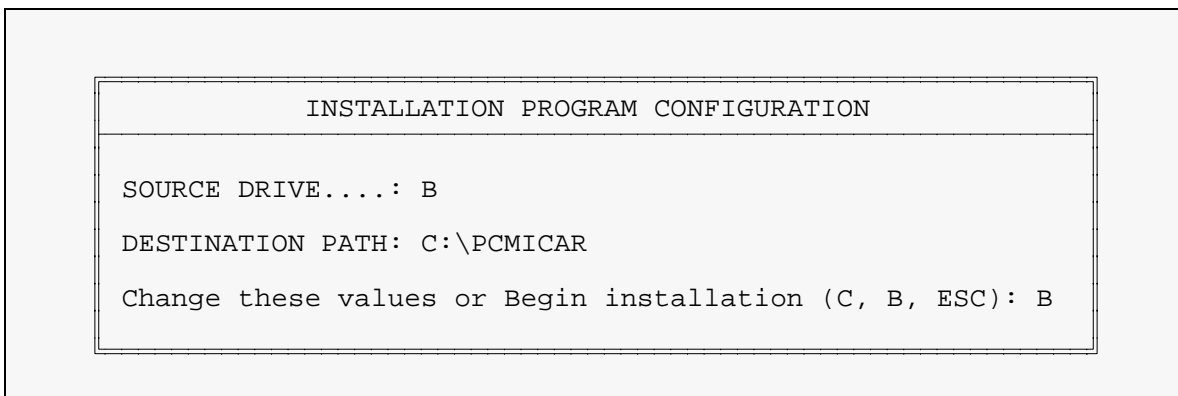 INSTALLATION PROGRAM CONFIGURATION
SOURCE DRIVE....: B
DESTINATION PATH: C:\PCMICAR
Change these values or Begin installation (C, B, ESC): B